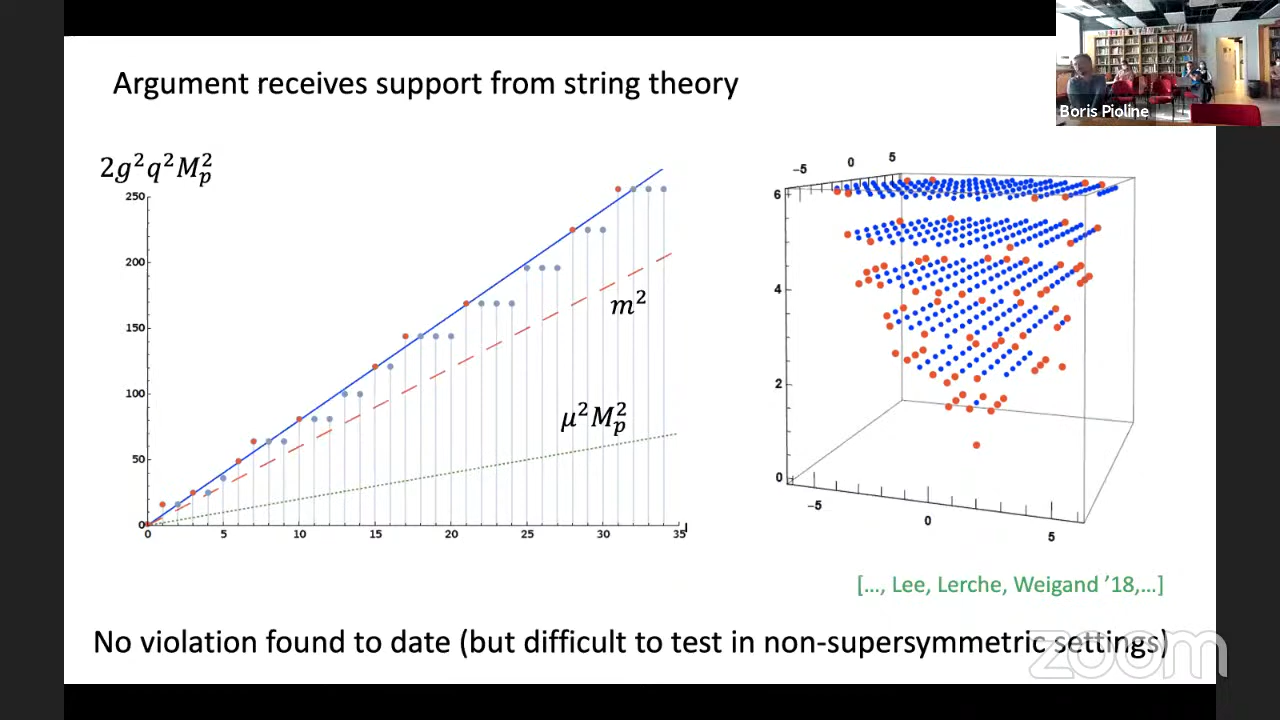 Argument receives support from string theory
Boris Pioline
2g²q²M_p²
250
200
150
100
50
0
0 5 10 15 20 25 30 35
m²
μ²M_p²
-5 0 5
6
4
2
0
-5 0 5
[…, Lee, Lerche, Weigand ’18,…]
No violation found to date (but difficult to test in non-supersymmetric settings)
zoom